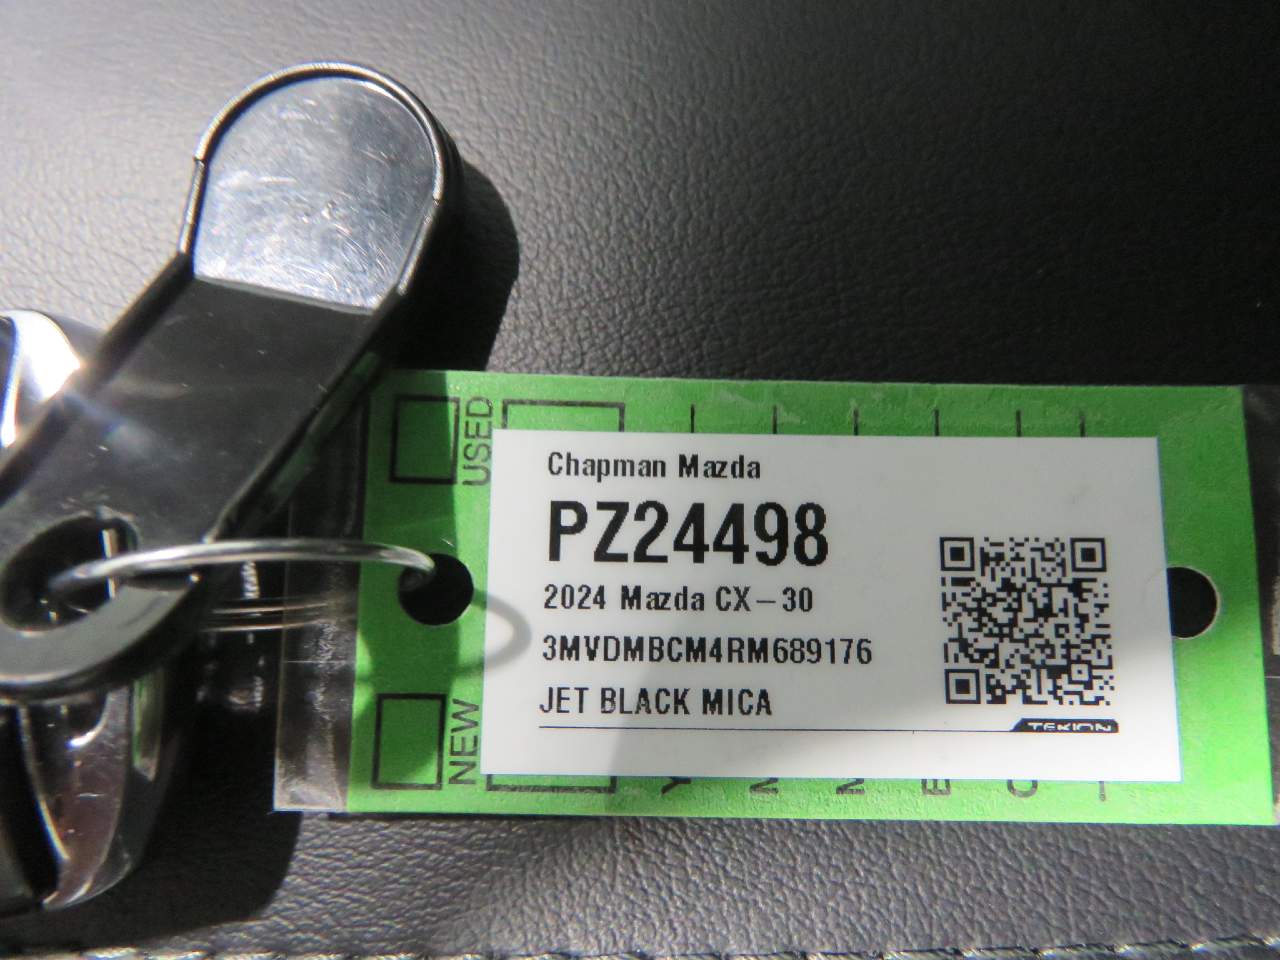 USED
Chapman Mazda
PZ24498
2024 Mazda CX-30
3MVDMBCM4RM689176
JET BLACK MICA
TEKION
NEW